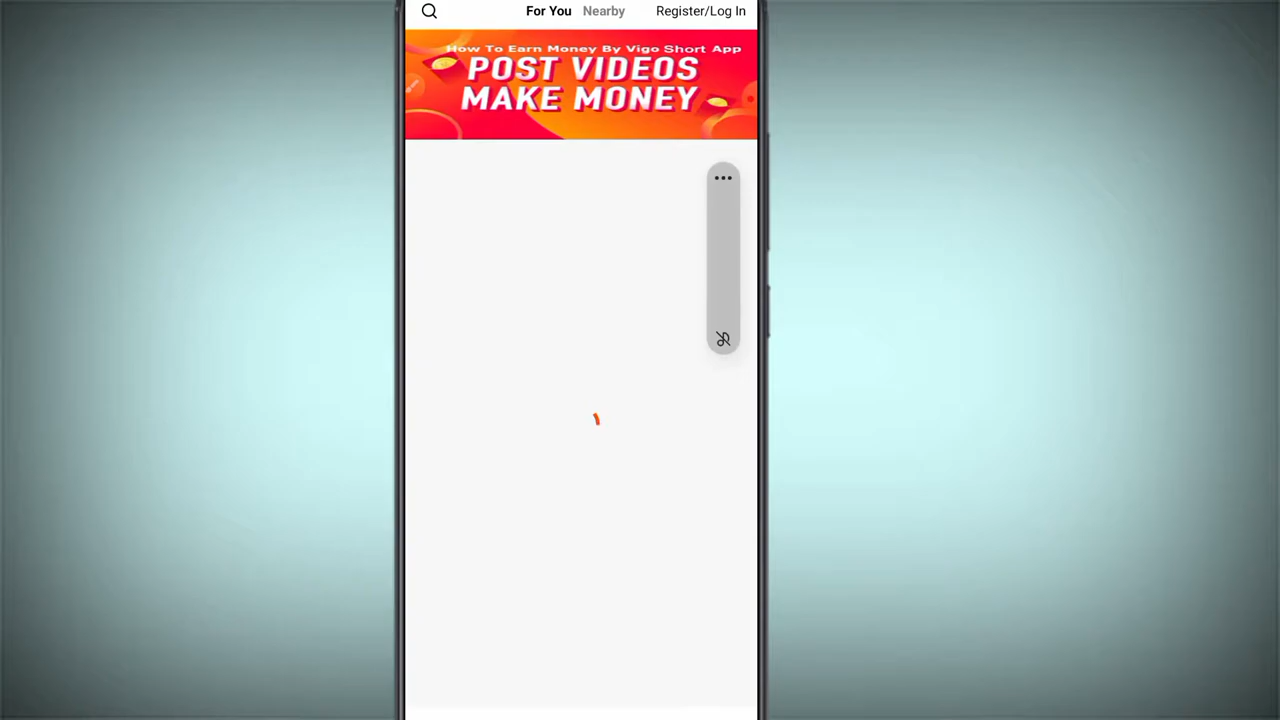 For You Nearby Register/Log In
How To Earn Money By Vigo Short App
POST VIDEOS
MAKE MONEY